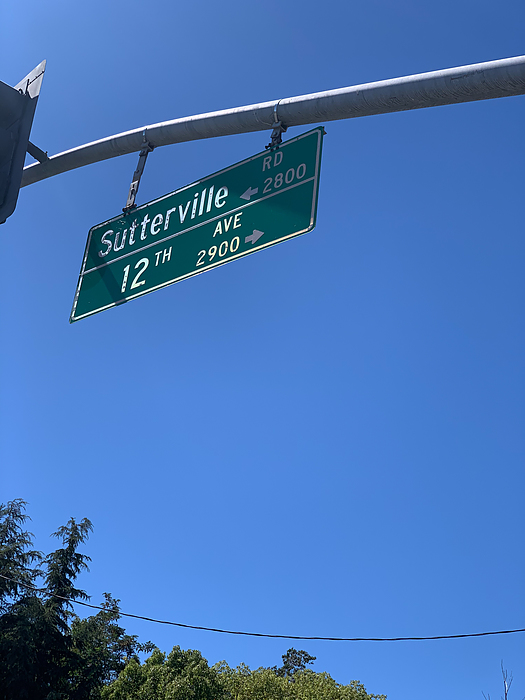 Sutterville RD
← 2800
12TH AVE
2900 →